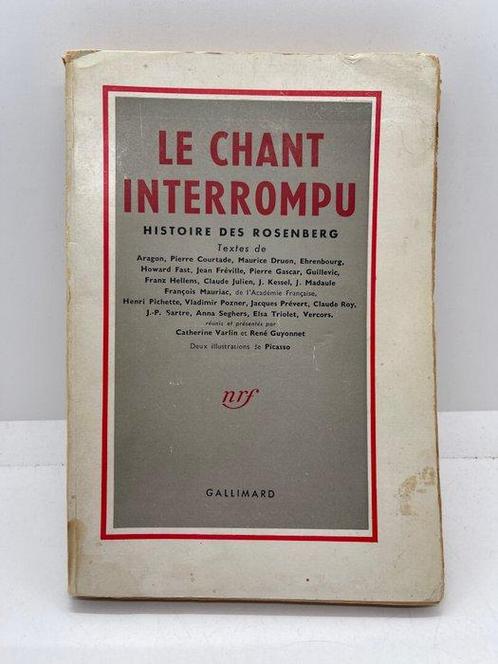 LE CHANT
INTERROMPU
HISTOIRE DES ROSENBERG
Textes de
Aragon, Pierre Courtade, Maurice Druon, Ehrenbourg,
Howard Fast, Jean Fréville, Pierre Gascar, Guillevic,
Franz Hellens, Claude Julien, J. Kessel, J. Madaule
François Mauriac, de l'Académie Française,
Henri Pichette, Vladimir Pozner, Jacques Prévert, Claude Roy,
J.-P. Sartre, Anna Seghers, Elsa Triolet, Vercors.
réunis et présentés par
Catherine Varlin et René Guyonnet
Deux illustrations de Picasso
nrf
GALLIMARD